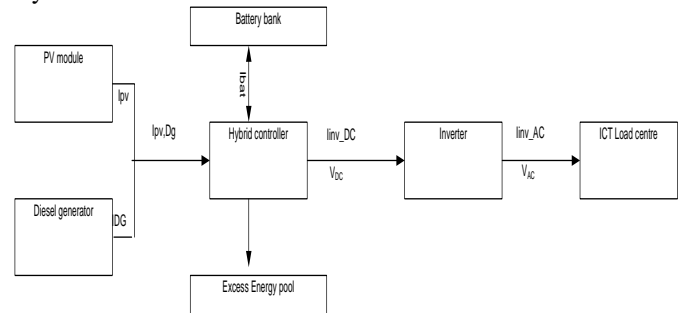 Battery bank
PV module
Ibat
Ipv
Ipv,Dg
Hybrid controller
Iinv_DC
Inverter
Iinv_AC
ICT Load centre
VDC
VAC
Diesel generator
IDG
Excess Energy pool